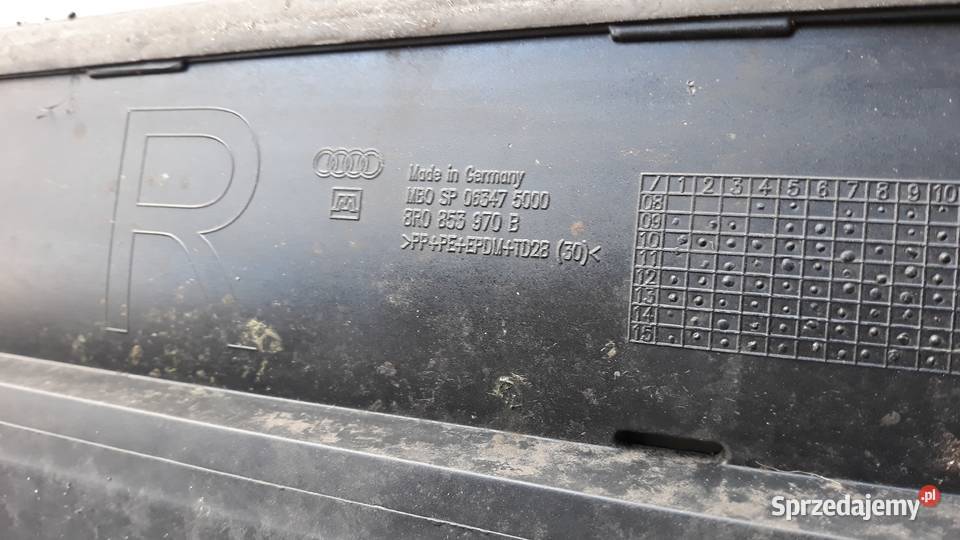 R
Made in Germany
MBO SP 06347 5000
8R0 853 970 B
>PP+PE+EPDM+TD28 (30)<
/ 1 2 3 4 5 6 7 8 9 10
08
09
10
11
12
13
14
15
Sprzedajemy.pl